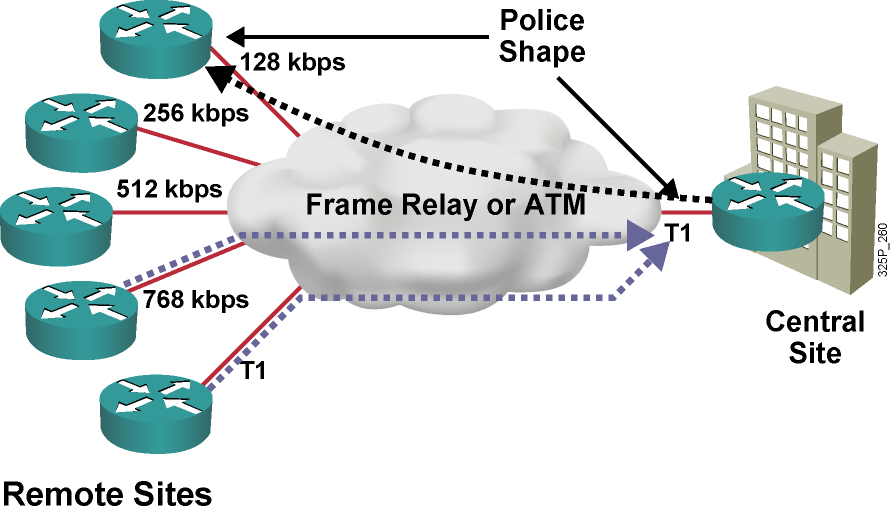 Police
Shape
128 kbps
256 kbps
512 kbps
Frame Relay or ATM
T1
768 kbps
T1
Central
Site
Remote Sites
325P_260